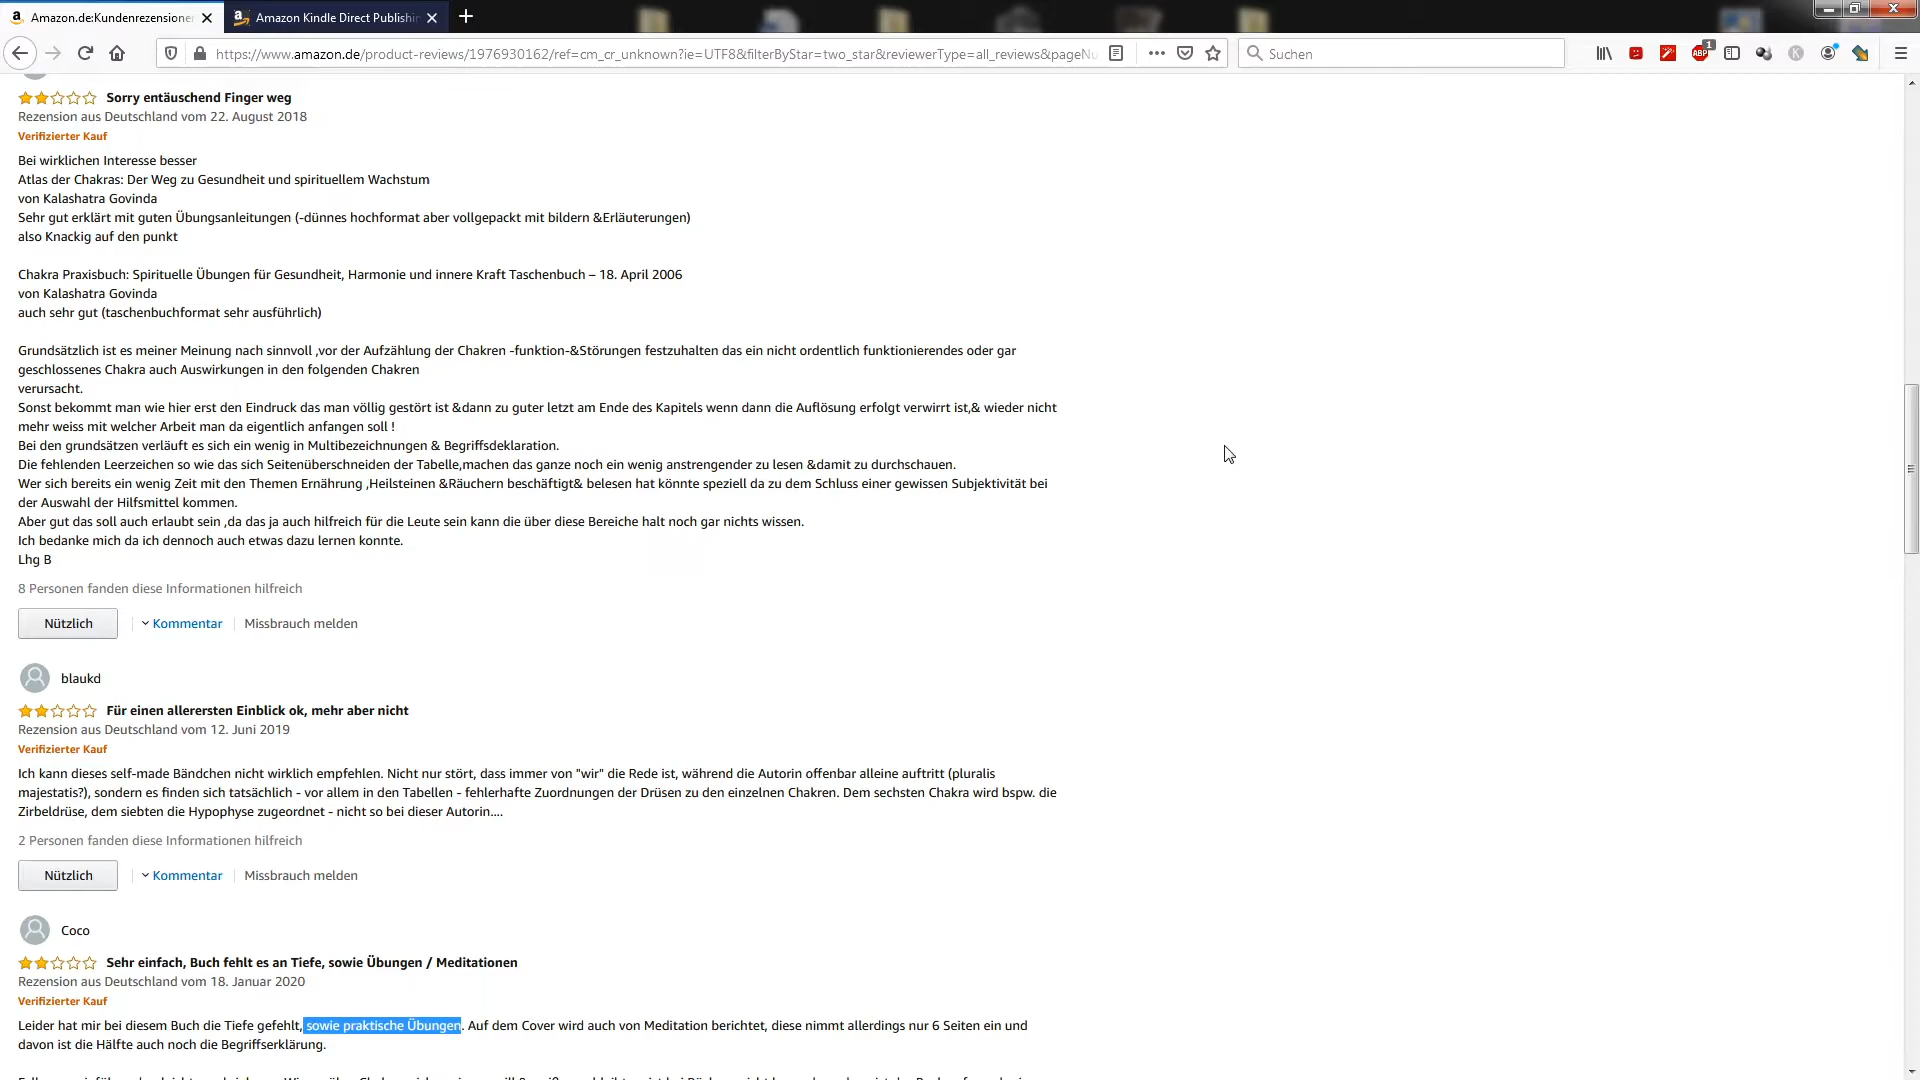 Amazon.de:Kundenrezensione
Amazon Kindle Direct Publishin
https://www.amazon.de/product-reviews/1976930162/ref=cm_cr_unknown?ie=UTF8&filterByStar=two_star&reviewerType=all_reviews&pageNu
Suchen
ABP
1
K
Sorry entäuschend Finger weg
Rezension aus Deutschland vom 22. August 2018
Verifizierter Kauf
Bei wirklichen Interesse besser
Atlas der Chakras: Der Weg zu Gesundheit und spirituellem Wachstum
von Kalashatra Govinda
Sehr gut erklärt mit guten Übungsanleitungen (-dünnes hochformat aber vollgepackt mit bildern &Erläuterungen)
also Knackig auf den punkt
Chakra Praxisbuch: Spirituelle Übungen für Gesundheit, Harmonie und innere Kraft Taschenbuch – 18. April 2006
von Kalashatra Govinda
auch sehr gut (taschenbuchformat sehr ausführlich)
Grundsätzlich ist es meiner Meinung nach sinnvoll ,vor der Aufzählung der Chakren -funktion-&Störungen festzuhalten das ein nicht ordentlich funktionierendes oder gar
geschlossenes Chakra auch Auswirkungen in den folgenden Chakren
verursacht.
Sonst bekommt man wie hier erst den Eindruck das man völlig gestört ist &dann zu guter letzt am Ende des Kapitels wenn dann die Auflösung erfolgt verwirrt ist,& wieder nicht
mehr weiss mit welcher Arbeit man da eigentlich anfangen soll !
Bei den grundsätzen verläuft es sich ein wenig in Multibezeichnungen & Begriffsdeklaration.
Die fehlenden Leerzeichen so wie das sich Seitenüberschneiden der Tabelle,machen das ganze noch ein wenig anstrengender zu lesen &damit zu durchschauen.
Wer sich bereits ein wenig Zeit mit den Themen Ernährung ,Heilsteinen &Räuchern beschäftigt& belesen hat könnte speziell da zu dem Schluss einer gewissen Subjektivität bei
der Auswahl der Hilfsmittel kommen.
Aber gut das soll auch erlaubt sein ,da das ja auch hilfreich für die Leute sein kann die über diese Bereiche halt noch gar nichts wissen.
Ich bedanke mich da ich dennoch auch etwas dazu lernen konnte.
Lhg B
8 Personen fanden diese Informationen hilfreich
Nützlich
Kommentar
Missbrauch melden
blaukd
Für einen allerersten Einblick ok, mehr aber nicht
Rezension aus Deutschland vom 12. Juni 2019
Verifizierter Kauf
Ich kann dieses self-made Bändchen nicht wirklich empfehlen. Nicht nur stört, dass immer von "wir" die Rede ist, während die Autorin offenbar alleine auftritt (pluralis
majestatis?), sondern es finden sich tatsächlich - vor allem in den Tabellen - fehlerhafte Zuordnungen der Drüsen zu den einzelnen Chakren. Dem sechsten Chakra wird bspw. die
Zirbeldrüse, dem siebten die Hypophyse zugeordnet - nicht so bei dieser Autorin....
2 Personen fanden diese Informationen hilfreich
Nützlich
Kommentar
Missbrauch melden
Coco
Sehr einfach, Buch fehlt es an Tiefe, sowie Übungen / Meditationen
Rezension aus Deutschland vom 18. Januar 2020
Verifizierter Kauf
Leider hat mir bei diesem Buch die Tiefe gefehlt, sowie praktische Übungen. Auf dem Cover wird auch von Meditation berichtet, diese nimmt allerdings nur 6 Seiten ein und
davon ist die Hälfte auch noch die Begriffserklärung.